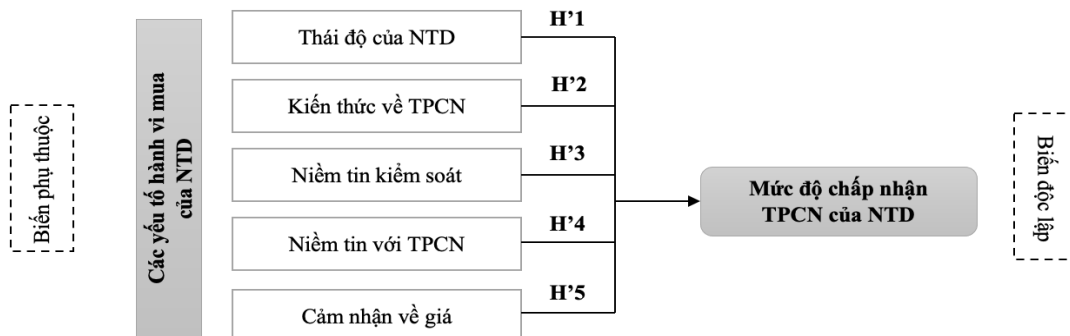 Biến phụ thuộc
Các yếu tố hành vi mua
của NTD
Thái độ của NTD
H'1
Kiến thức về TPCN
H'2
Niềm tin kiểm soát
H'3
Niềm tin với TPCN
H'4
Cảm nhận về giá
H'5
Mức độ chấp nhận
TPCN của NTD
Biến độc lập